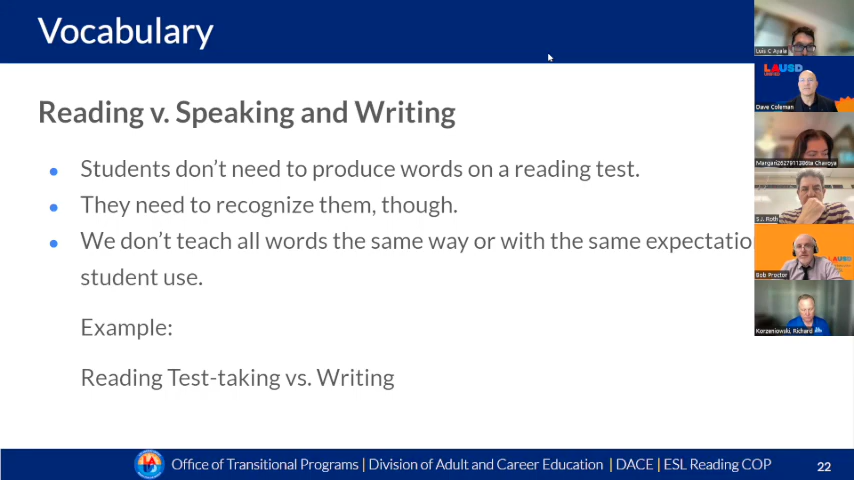 Vocabulary
Reading v. Speaking and Writing
Students don't need to produce words on a reading test.
They need to recognize them, though.
We don't teach all words the same way or with the same expectatio
student use.
Example:
Reading Test-taking vs. Writing
Office of Transitional Programs | Division of Adult and Career Education | DACE | ESL Reading COP
22
Luis C Ayala
LAUSD
UNIFIED
Dave Coleman
Chavoya
S.J. Roth
LAUSD
Bob Proctor
Korzeniowski, Richard